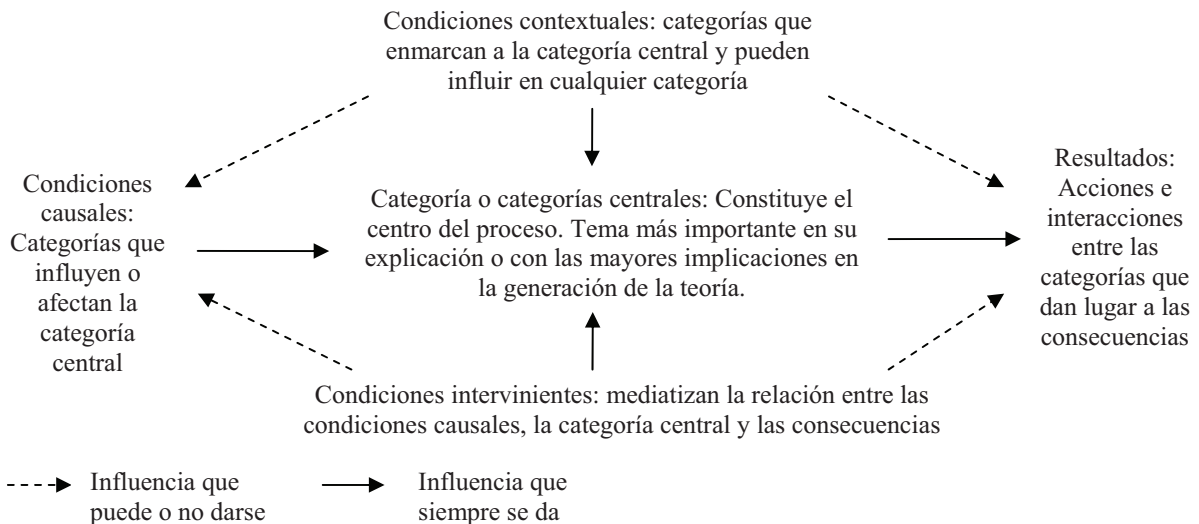 Condiciones contextuales: categorías que
enmarcan a la categoría central y pueden
influir en cualquier categoría
Condiciones
causales:
Categorías que
influyen o
afectan la
categoría
central
Categoría o categorías centrales: Constituye el
centro del proceso. Tema más importante en su
explicación o con las mayores implicaciones en
la generación de la teoría.
Resultados:
Acciones e
interacciones
entre las
categorías que
dan lugar a las
consecuencias
Condiciones intervinientes: mediatizan la relación entre las
condiciones causales, la categoría central y las consecuencias
Influencia que
puede o no darse
Influencia que
siempre se da